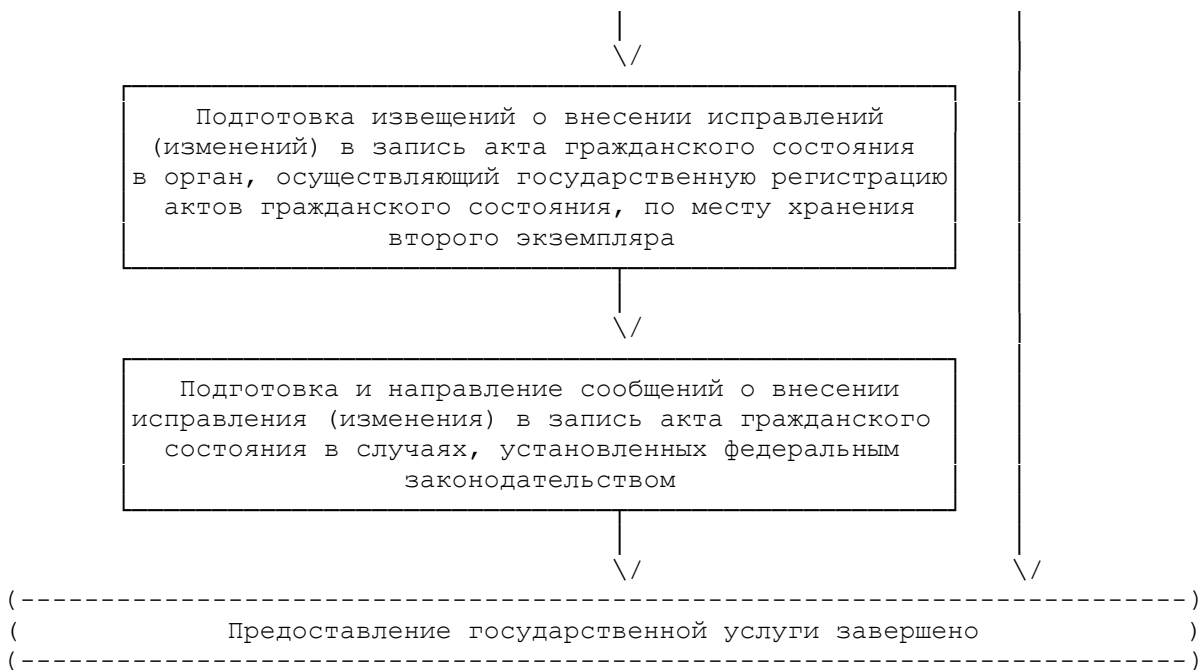 Подготовка извещений о внесении исправлений
(изменений) в запись акта гражданского состояния
в орган, осуществляющий государственную регистрацию
актов гражданского состояния, по месту хранения
второго экземпляра
Подготовка и направление сообщений о внесении
исправления (изменения) в запись акта гражданского
состояния в случаях, установленных федеральным
законодательством
Предоставление государственной услуги завершено